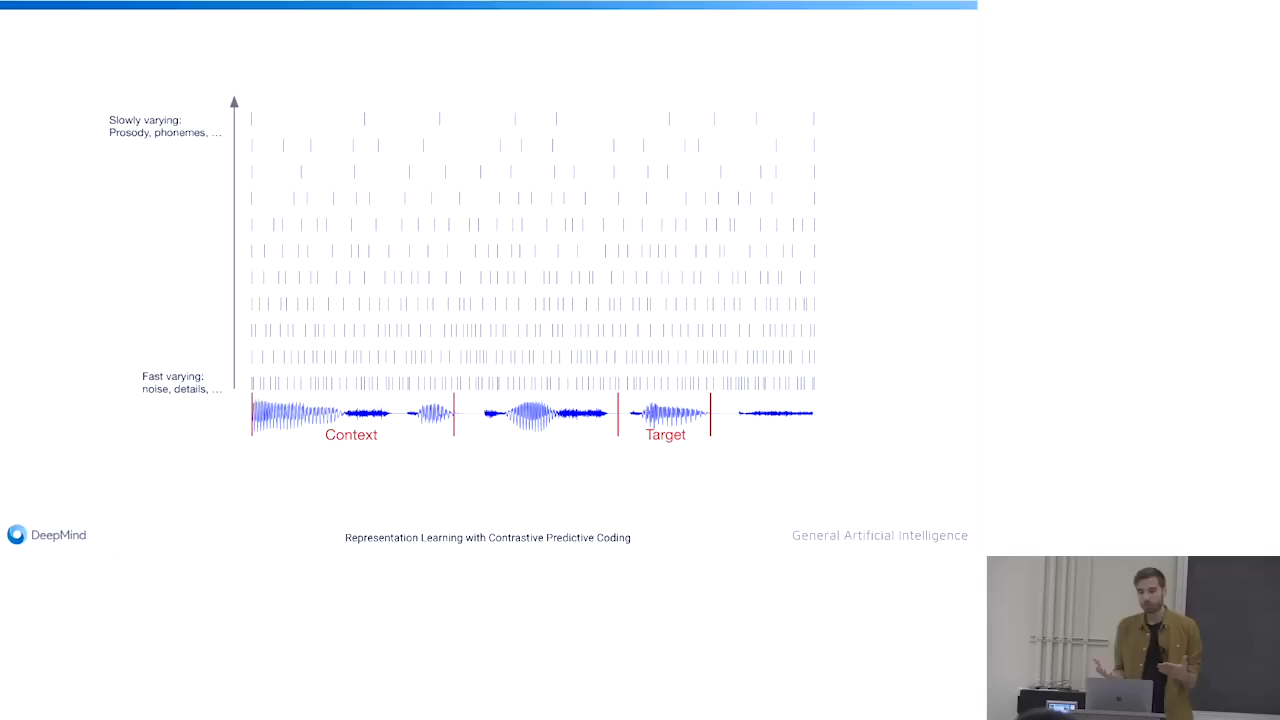 Slowly varying:
Prosody, phonemes, ...
Fast varying:
noise, details, ...
Context
Target
DeepMind
Representation Learning with Contrastive Predictive Coding
General Artificial Intelligence